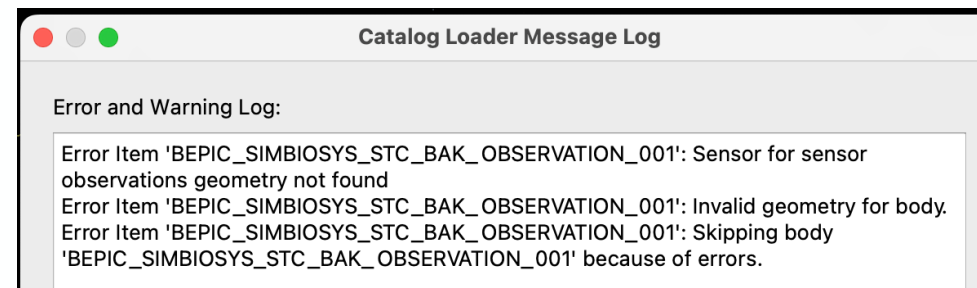 Catalog Loader Message Log
Error and Warning Log:
Error Item 'BEPIC_SIMBIOSYS_STC_BAK_OBSERVATION_001': Sensor for sensor
observations geometry not found
Error Item 'BEPIC_SIMBIOSYS_STC_BAK_OBSERVATION_001': Invalid geometry for body.
Error Item 'BEPIC_SIMBIOSYS_STC_BAK_OBSERVATION_001': Skipping body
'BEPIC_SIMBIOSYS_STC_BAK_OBSERVATION_001' because of errors.